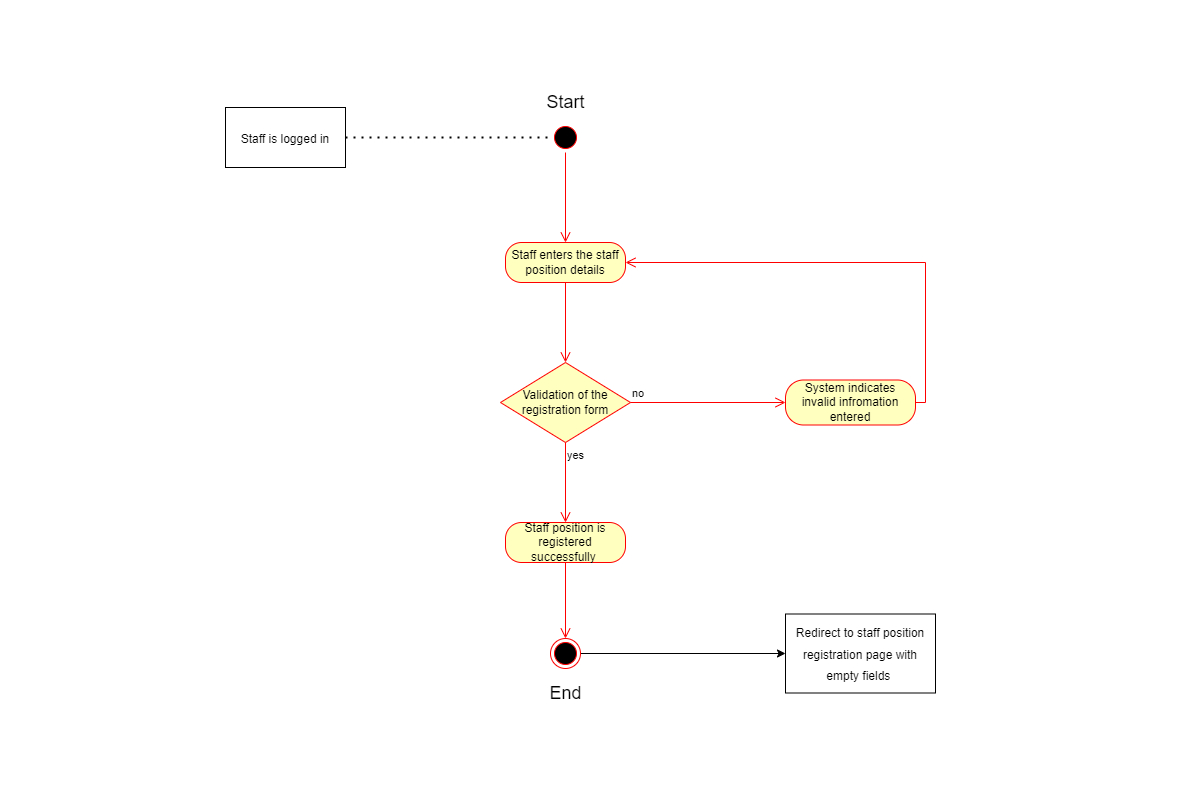 Start
Staff is logged in
Staff enters the staff
position details
Validation of the
registration form
no
System indicates
invalid infromation
entered
yes
Staff position is
registered
successfully
Redirect to staff position
registration page with
empty fields
End